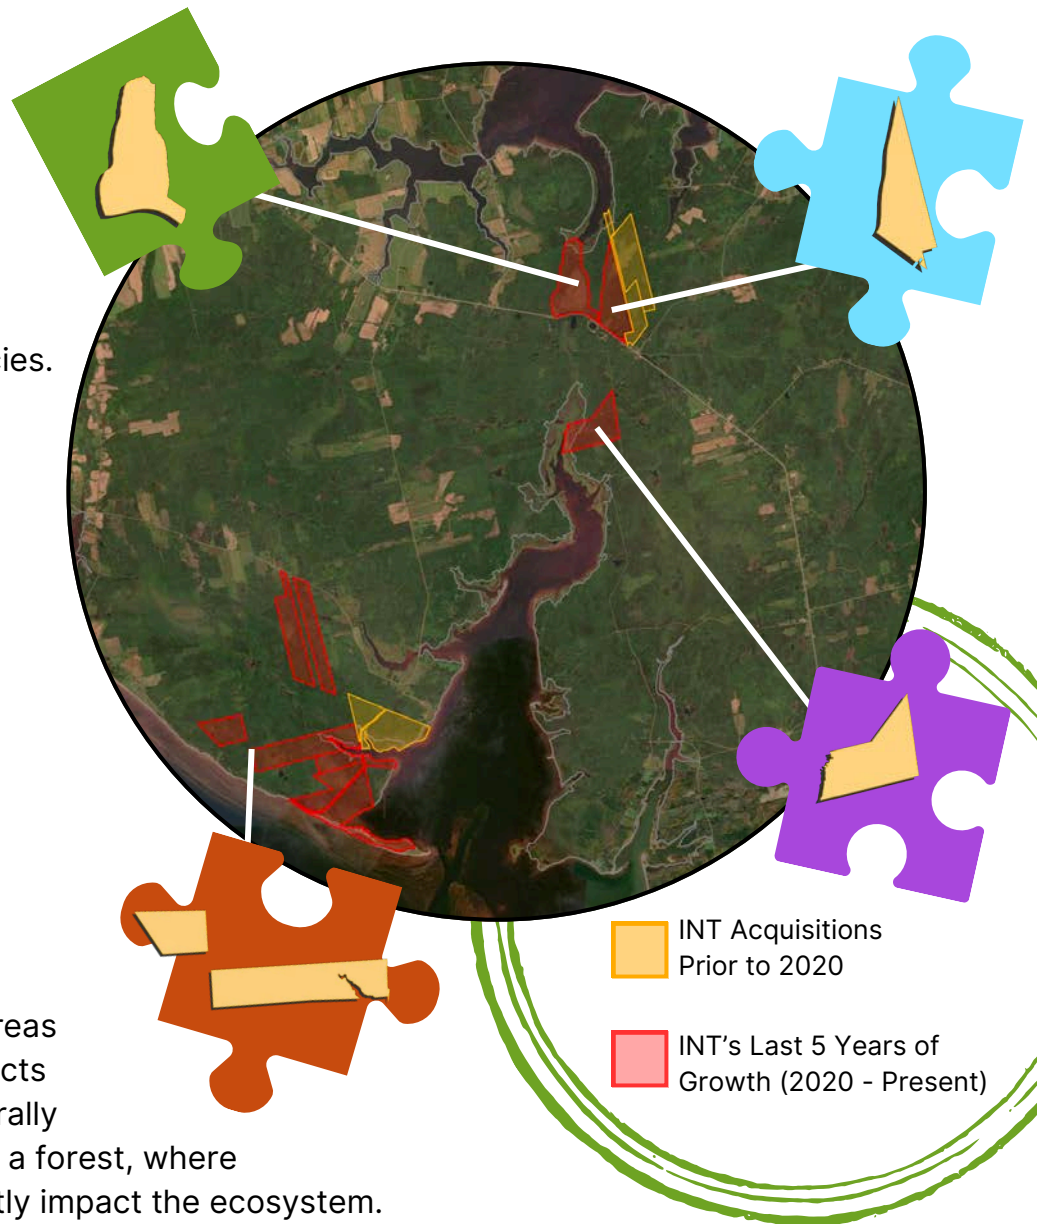 cies.
INT Acquisitions
Prior to 2020
INT's Last 5 Years of
Growth (2020 - Present)
reas
cts
rally
a forest, where
tly impact the ecosystem.